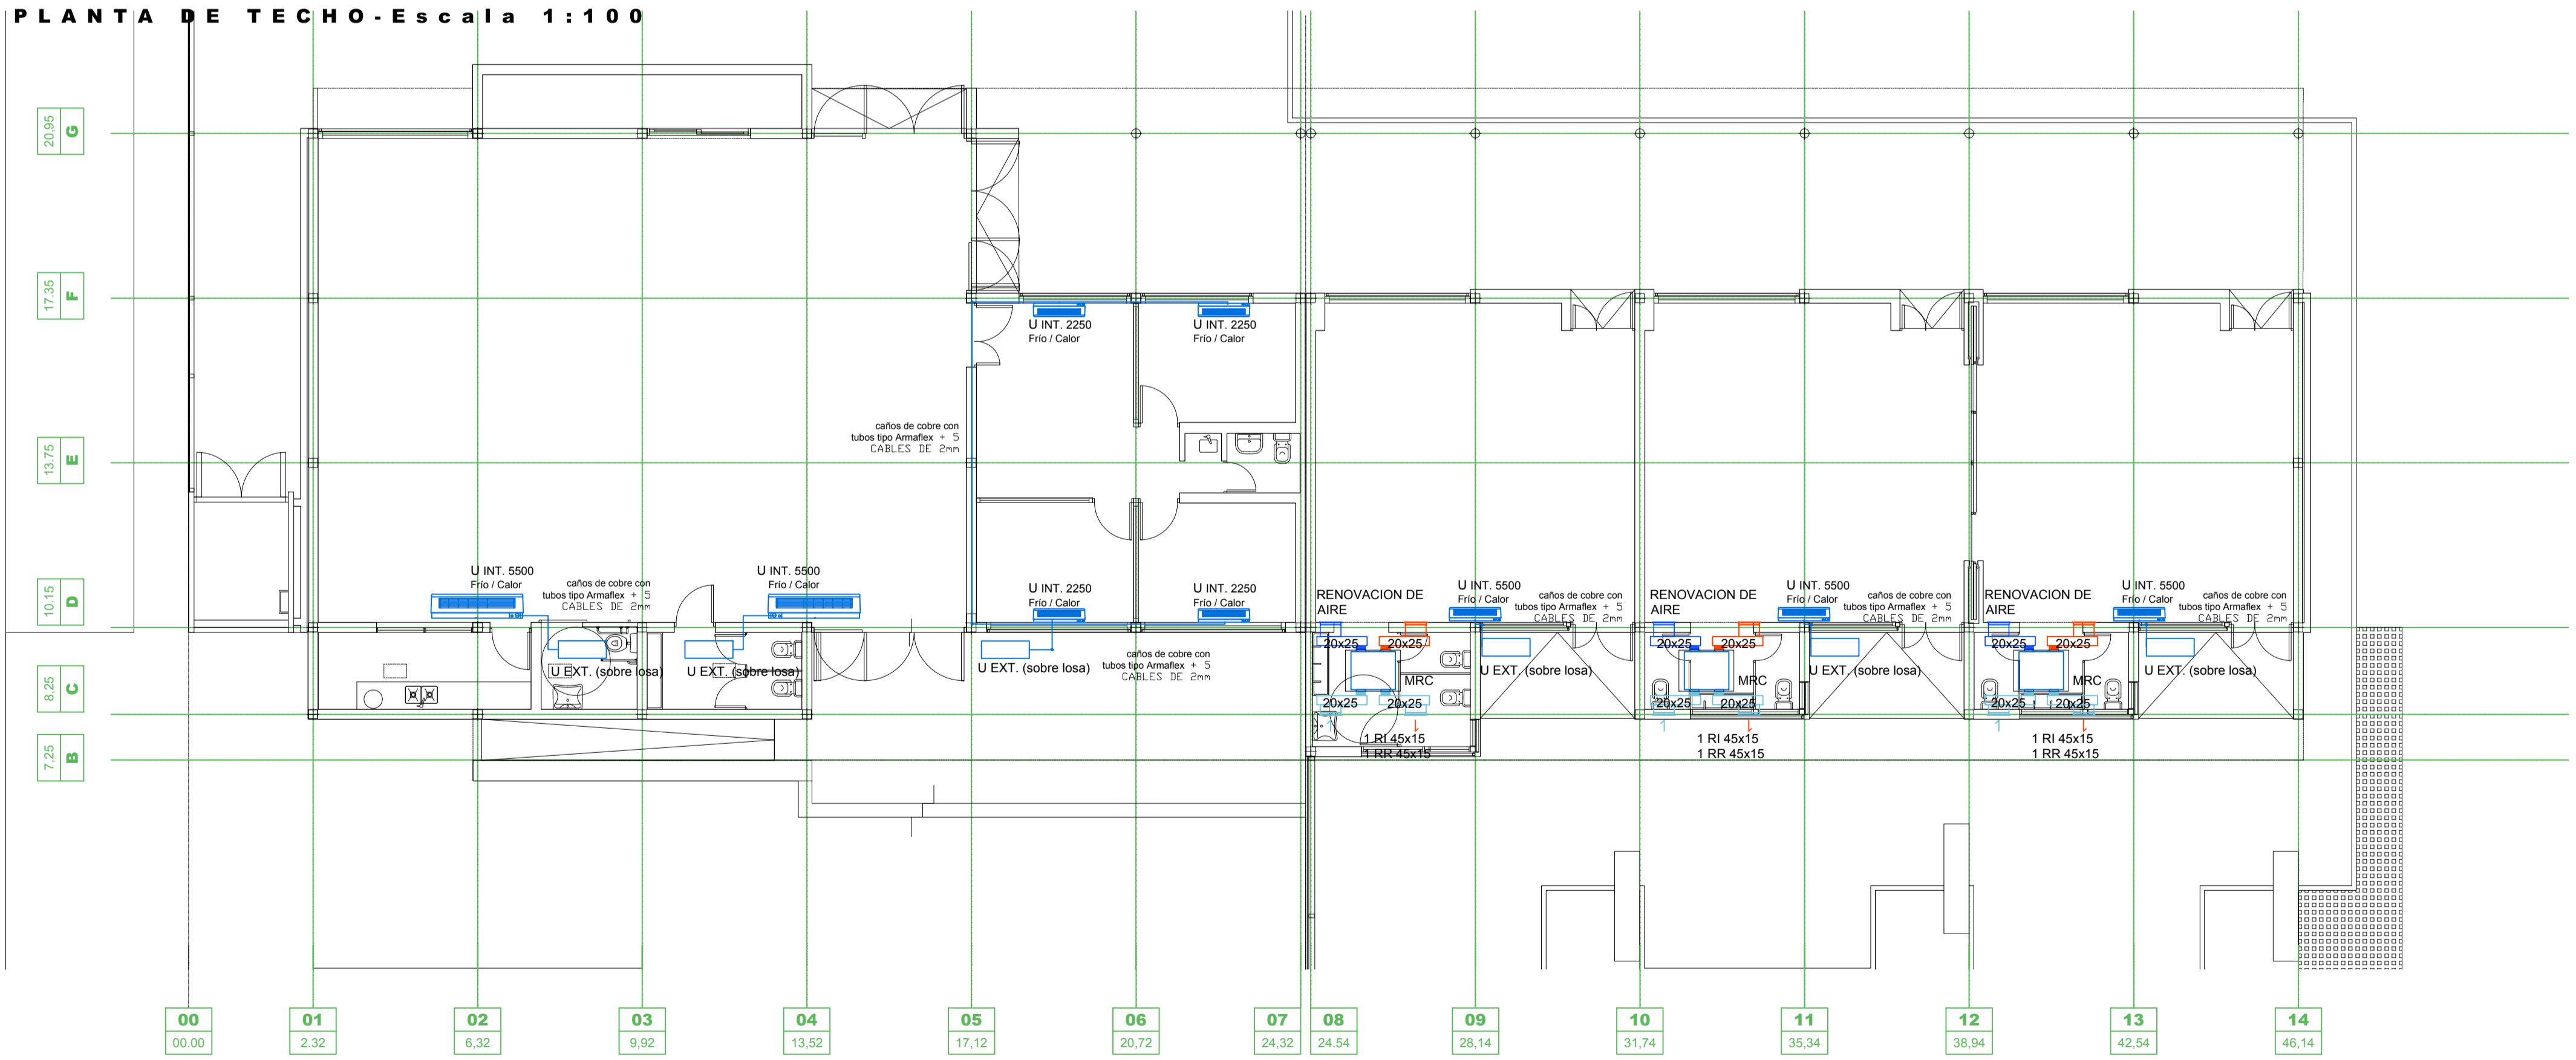 PLANTA DE TECHO-Escala 1:100
20,95 G
17.35 F
13.75 E
10.15 D
8,25 C
7,25 B
U INT. 2250
Frío / Calor
U INT. 2250
Frío / Calor
caños de cobre con
tubos tipo Armaflex + 5
CABLES DE 2mm
U INT. 5500
Frío / Calor
caños de cobre con
tubos tipo Armaflex + 5
CABLES DE 2mm
U INT. 5500
Frío / Calor
U INT. 2250
Frío / Calor
U INT. 2250
Frío / Calor
RENOVACION DE
AIRE
U INT. 5500
Frío / Calor
caños de cobre con
tubos tipo Armaflex + 5
CABLES DE 2mm
RENOVACION DE
AIRE
U INT. 5500
Frío / Calor
caños de cobre con
tubos tipo Armaflex + 5
CABLES DE 2mm
RENOVACION DE
AIRE
U INT. 5500
Frío / Calor
caños de cobre con
tubos tipo Armaflex + 5
CABLES DE 2mm
U EXT. (sobre losa)
U EXT. (sobre losa)
U EXT. (sobre losa)
caños de cobre con
tubos tipo Armaflex + 5
CABLES DE 2mm
20x25 20x25
MRC
20x25 20x25
U EXT. (sobre losa)
20x25 20x25
MRC
20x25 20x25
U EXT. (sobre losa)
20x25 20x25
MRC
20x25 20x25
U EXT. (sobre losa)
1 RI 45x15
1 RR 45x15
1 RI 45x15
1 RR 45x15
1 RI 45x15
1 RR 45x15
00 01 02 03 04 05 06 07 08 09 10 11 12 13 14
00.00 2.32 6,32 9,92 13,52 17,12 20,72 24,32 24.54 28,14 31,74 35,34 38,94 42,54 46,14